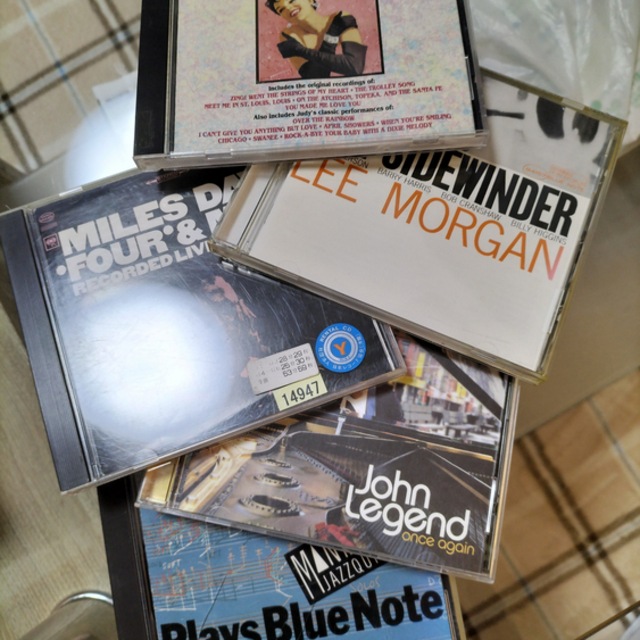 Includes the original recordings of:
ZING! WENT THE STRINGS OF MY HEART • THE TROLLEY SONG
MEET ME IN ST. LOUIS, LOUIS • ON THE ATCHISON, TOPEKA, AND THE SANTA FE
YOU MADE ME LOVE YOU
Also includes Judy's classic performances of:
OVER THE RAINBOW
I CAN'T GIVE YOU ANYTHING BUT LOVE • APRIL SHOWERS • WHEN YOU'RE SMILING
CHICAGO • SWANEE • ROCK-A-BYE YOUR BABY WITH A DIXIE MELODY
SIDEWINDER
BARRY HARRIS BOB CRANSHAW BILLY HIGGINS
LEE MORGAN
MILES DA
'FOUR' &
RECORDED LIV
14947
John
Legend
once again
JAZZQU
Plays Blue Note